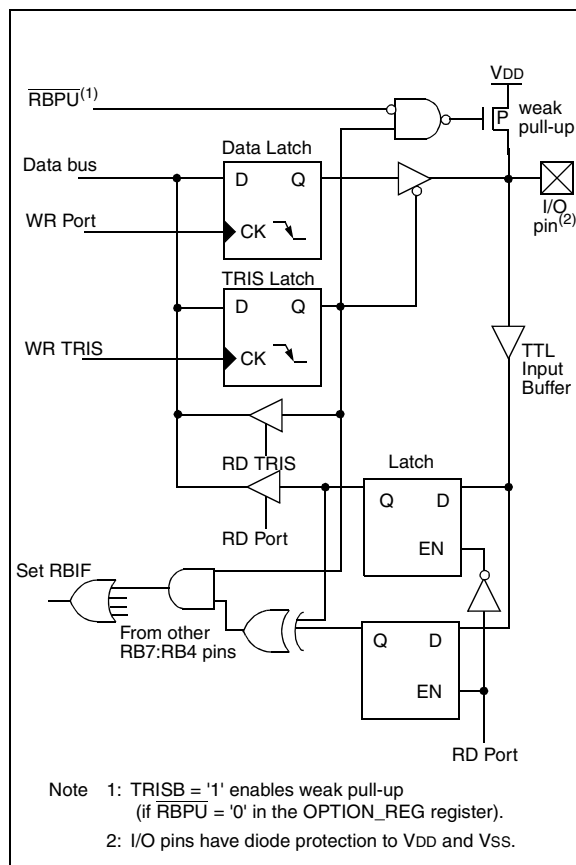 VDD
RBPU(1)
P
weak
pull-up
Data Latch
Data bus
D Q
I/O
pin(2)
WR Port
CK
TRIS Latch
D Q
TTL
Input
Buffer
WR TRIS
CK
RD TRIS
Latch
Q D
RD Port
EN
Set RBIF
From other
RB7:RB4 pins
Q D
EN
RD Port
Note 1: TRISB = '1' enables weak pull-up
(if RBPU = '0' in the OPTION_REG register).
2: I/O pins have diode protection to VDD and VSS.